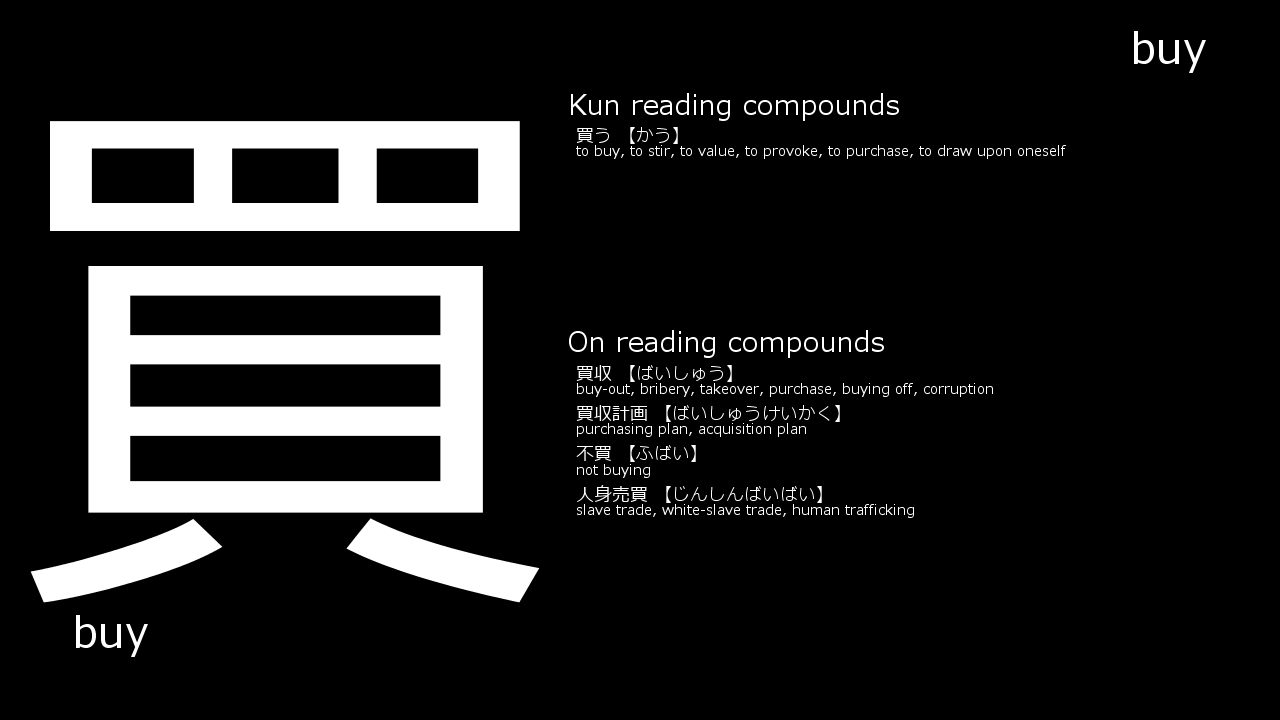 buy
買
Kun reading compounds
買う 【かう】
to buy, to stir, to value, to provoke, to purchase, to draw upon oneself
On reading compounds
買収 【ばいしゅう】
buy-out, bribery, takeover, purchase, buying off, corruption
買収計画 【ばいしゅうけいかく】
purchasing plan, acquisition plan
不買 【ふばい】
not buying
人身売買 【じんしんばいばい】
slave trade, white-slave trade, human trafficking
buy